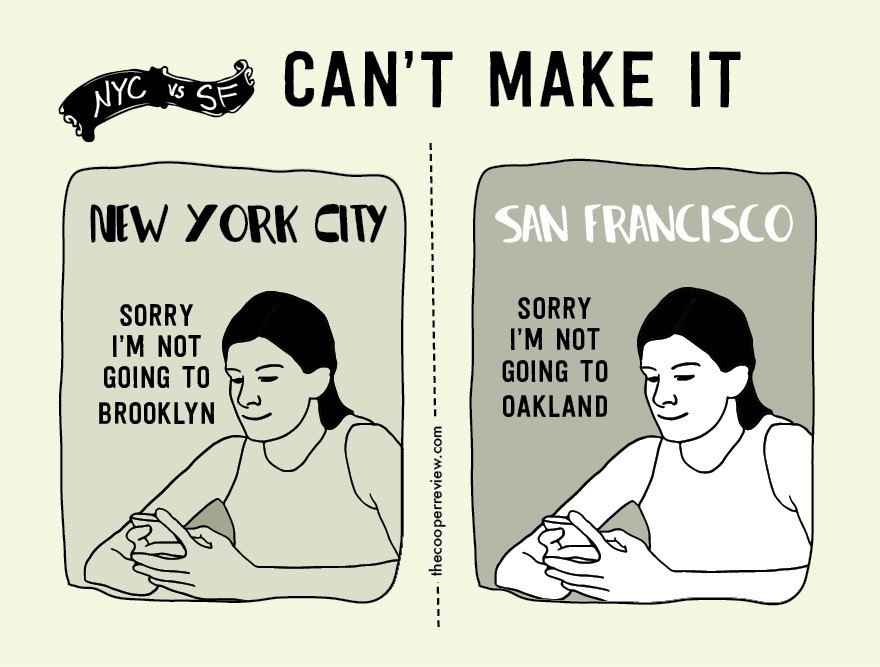 NYC vs SF
CAN'T MAKE IT
NEW YORK CITY
SORRY
I'M NOT
GOING TO
BROOKLYN
SAN FRANCISCO
SORRY
I'M NOT
GOING TO
OAKLAND
thecooperreview.com